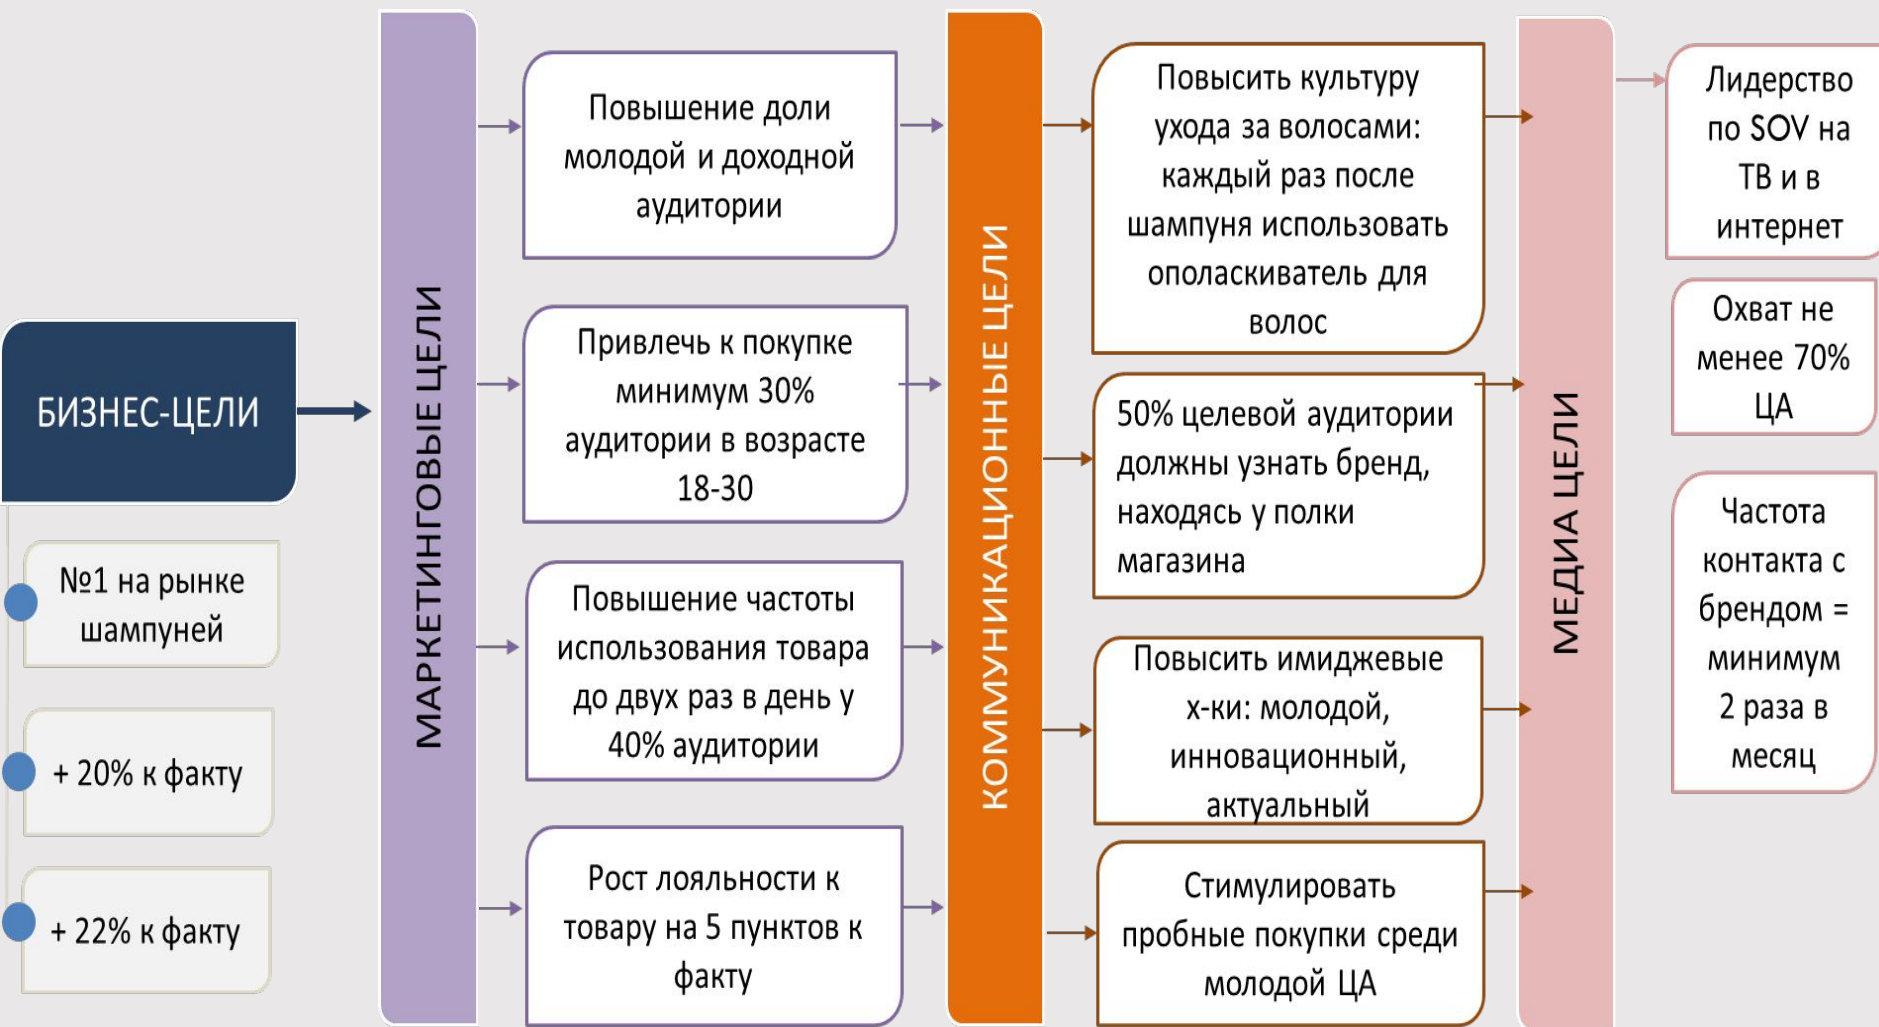 БИЗНЕС-ЦЕЛИ
№1 на рынке
шампуней
+ 20% к факту
+ 22% к факту
МАРКЕТИНГОВЫЕ ЦЕЛИ
Повышение доли
молодой и доходной
аудитории
Привлечь к покупке
минимум 30%
аудитории в возрасте
18-30
Повышение частоты
использования товара
до двух раз в день у
40% аудитории
Рост лояльности к
товару на 5 пунктов к
факту
КОММУНИКАЦИОННЫЕ ЦЕЛИ
Повысить культуру
ухода за волосами:
каждый раз после
шампуня использовать
ополаскиватель для
волос
50% целевой аудитории
должны узнать бренд,
находясь у полки
магазина
Повысить имиджевые
х-ки: молодой,
инновационный,
актуальный
Стимулировать
пробные покупки среди
молодой ЦА
МЕДИА ЦЕЛИ
Лидерство
по SOV на
ТВ и в
интернет
Охват не
менее 70%
ЦА
Частота
контакта с
брендом =
минимум
2 раза в
месяц